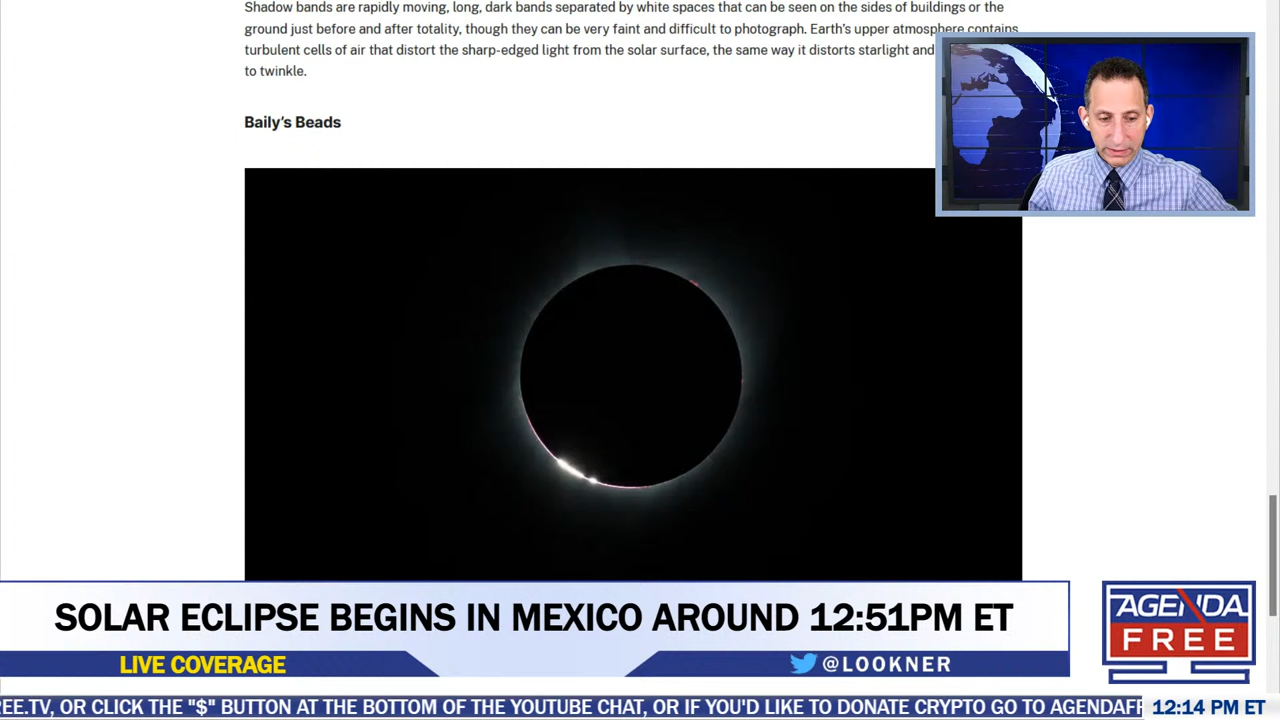 Shadow bands are rapidly moving, long, dark bands separated by white spaces that can be seen on the sides of buildings or the
ground just before and after totality, though they can be very faint and difficult to photograph. Earth's upper atmosphere contains
turbulent cells of air that distort the sharp-edged light from the solar surface, the same way it distorts starlight and
to twinkle.
Baily's Beads
SOLAR ECLIPSE BEGINS IN MEXICO AROUND 12:51PM ET
LIVE COVERAGE
@LOOKNER
AGENDA
FREE
EE.TV, OR CLICK THE "$" BUTTON AT THE BOTTOM OF THE YOUTUBE CHAT, OR IF YOU'D LIKE TO DONATE CRYPTO GO TO AGENDAFR
12:14 PM ET